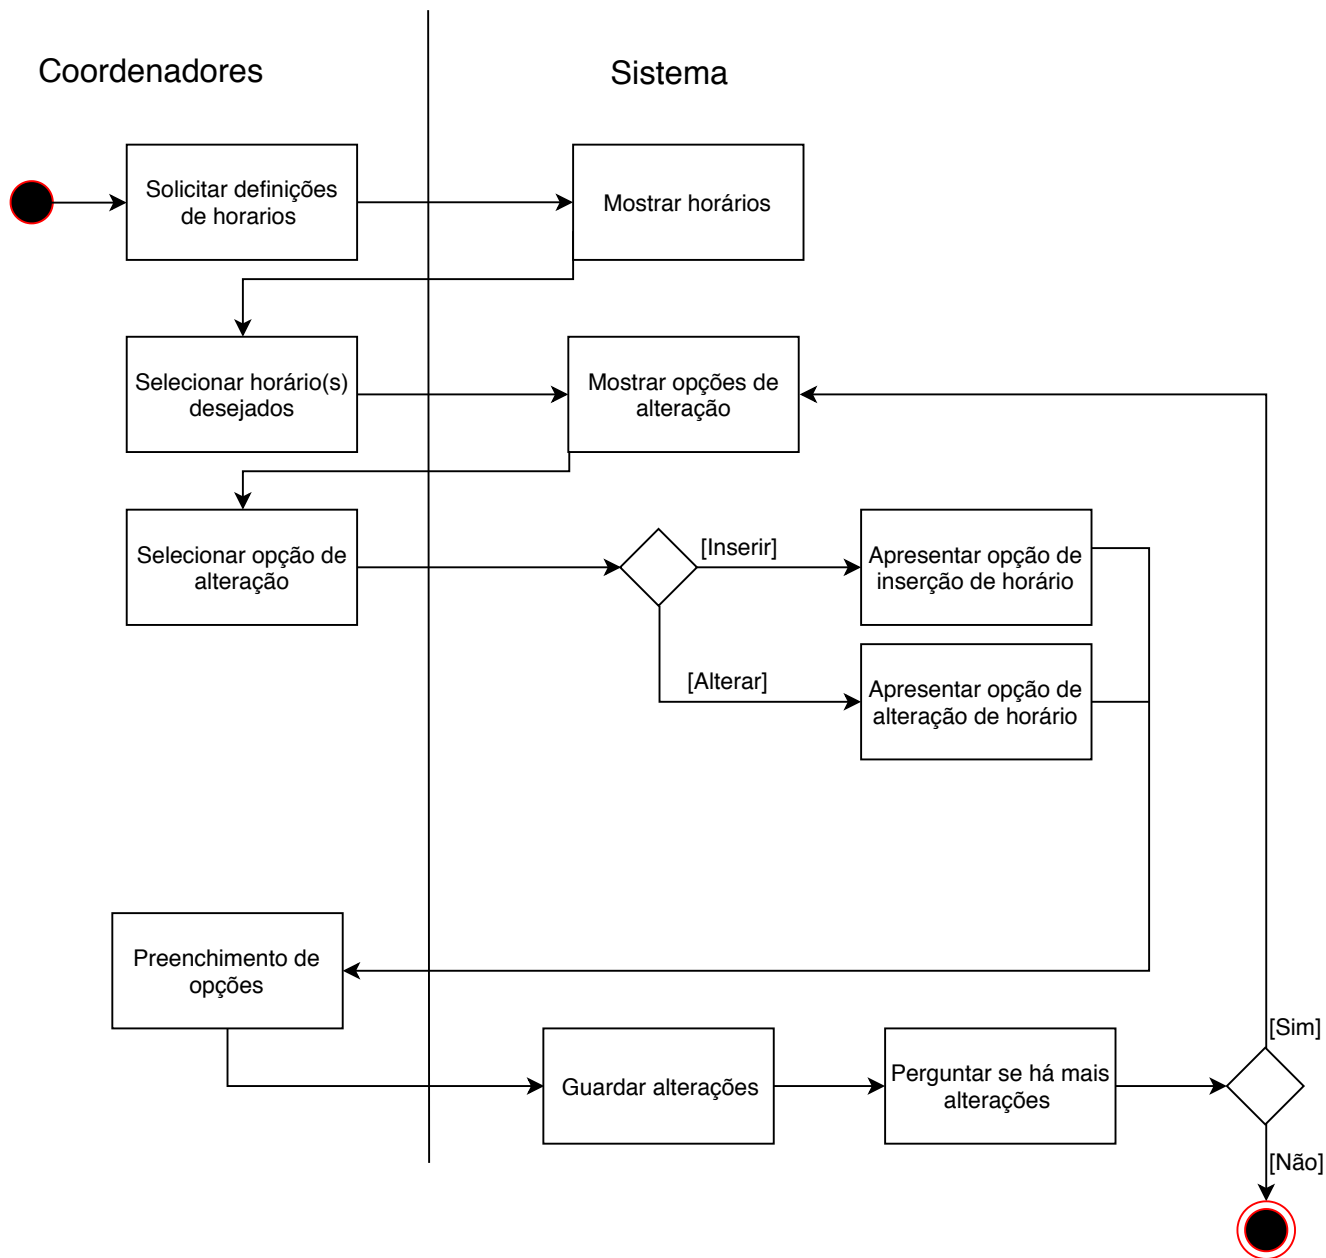 Coordenadores
Sistema
Solicitar definições
de horarios
Mostrar horários
Selecionar horário(s)
desejados
Mostrar opções de
alteração
Selecionar opção de
alteração
[Inserir]
Apresentar opção de
inserção de horário
[Alterar]
Apresentar opção de
alteração de horário
Preenchimento de
opções
Guardar alterações
Perguntar se há mais
alterações
[Sim]
[Não]